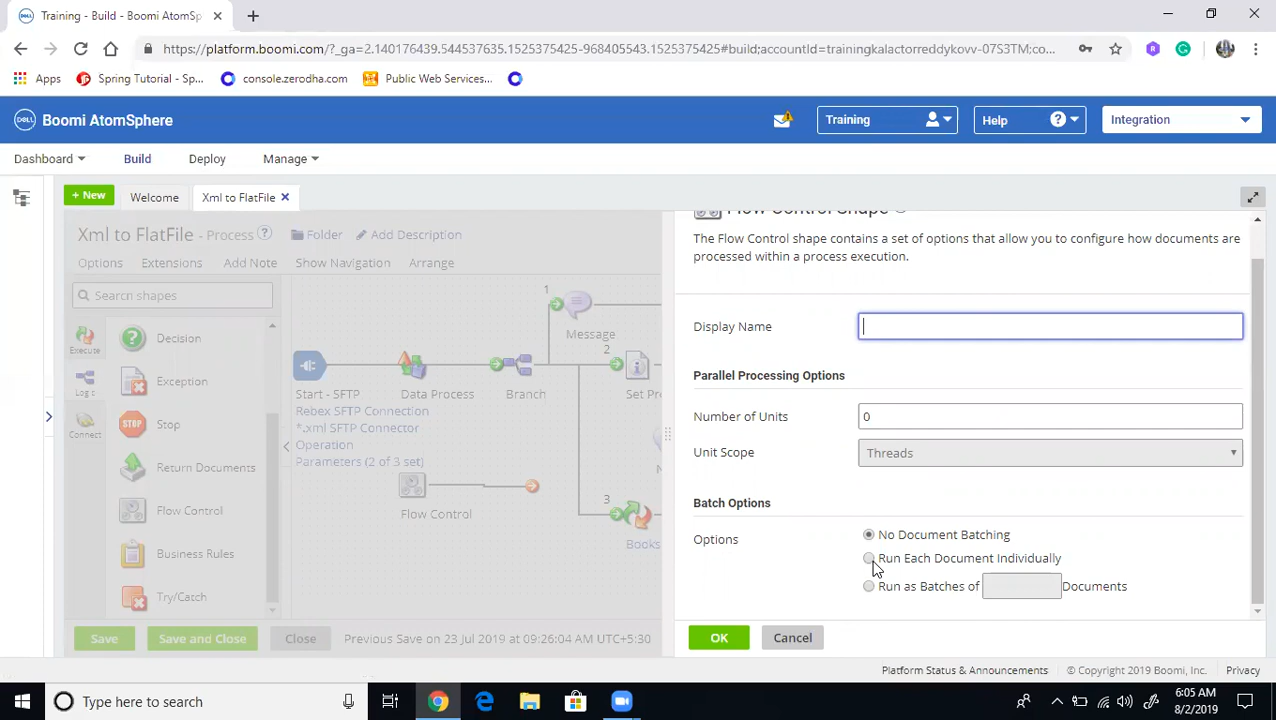 Training - Build - Boomi AtomSp
https://platform.boomi.com/?_ga=2.140176439.544537635.1525375425-968405543.1525375425#build;accountId=trainingkalactorreddykovv-07S3TM;co...
Apps
Spring Tutorial - Sp...
console.zerodha.com
Public Web Services...
DELL
Boomi AtomSphere
Training
Help
Integration
Dashboard
Build
Deploy
Manage
+ New
Welcome
Xml to FlatFile
Xml to FlatFile - Process
Folder
Add Description
Options
Extensions
Add Note
Show Navigation
Arrange
Search shapes
Execute
Logic
Connect
Decision
Exception
STOP
Stop
Return Documents
Flow Control
Business Rules
Try/Catch
Start - SFTP
Rebex SFTP Connection
*.xml SFTP Connector
Operation
Parameters (2 of 3 set)
Data Process
Branch
1
Message
2
Set Pr
3
Books
Flow Control
Save
Save and Close
Close
Previous Save on 23 Jul 2019 at 09:26:04 AM UTC+5:30
Flow Control Shape
The Flow Control shape contains a set of options that allow you to configure how documents are
processed within a process execution.
Display Name
Parallel Processing Options
Number of Units
0
Unit Scope
Threads
Batch Options
Options
No Document Batching
Run Each Document Individually
Run as Batches of
Documents
OK
Cancel
Platform Status & Announcements
© Copyright 2019 Boomi, Inc.
Privacy
Type here to search
6:05 AM
8/2/2019